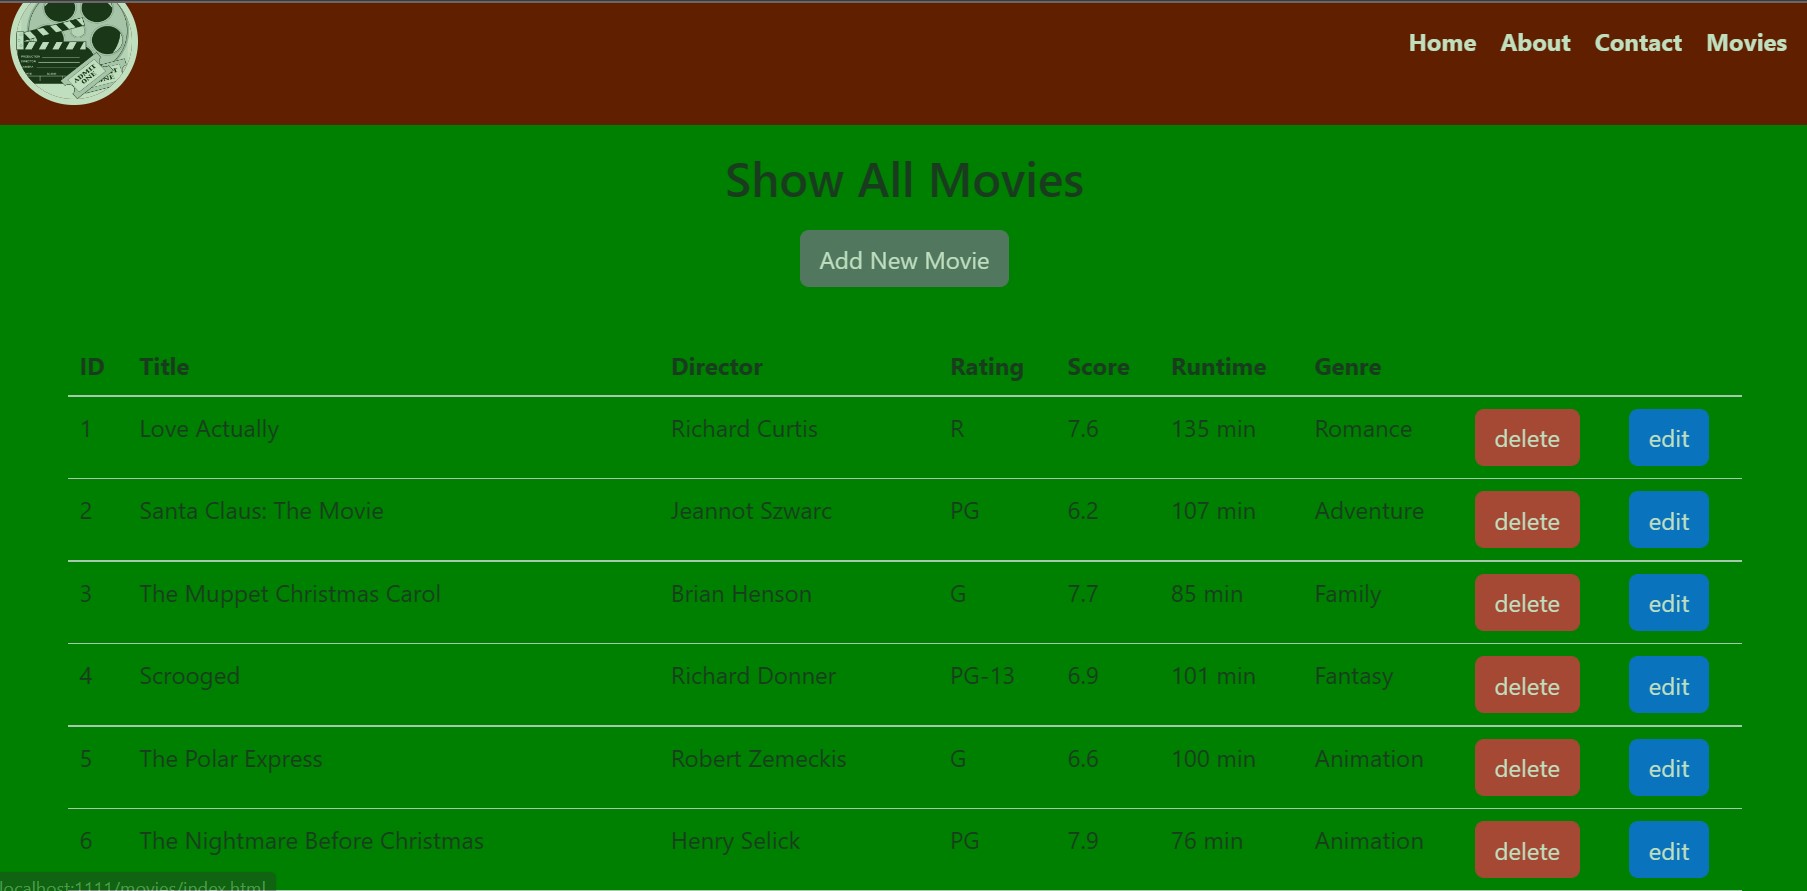 ADMIT
ONE
Home About Contact Movies
Show All Movies
Add New Movie
ID Title Director Rating Score Runtime Genre
1 Love Actually Richard Curtis R 7.6 135 min Romance delete edit
2 Santa Claus: The Movie Jeannot Szwarc PG 6.2 107 min Adventure delete edit
3 The Muppet Christmas Carol Brian Henson G 7.7 85 min Family delete edit
4 Scrooged Richard Donner PG-13 6.9 101 min Fantasy delete edit
5 The Polar Express Robert Zemeckis G 6.6 100 min Animation delete edit
6 The Nightmare Before Christmas Henry Selick PG 7.9 76 min Animation delete edit
localhost:1111/movies/index.html